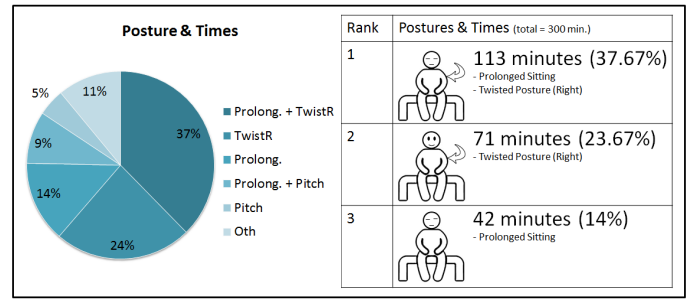 Posture & Times
5%
11%
37%
9%
14%
24%
Prolong. + TwistR
TwistR
Prolong.
Prolong. + Pitch
Pitch
Oth
Rank Postures & Times (total = 300 min.)
1 113 minutes (37.67%)
- Prolonged Sitting
- Twisted Posture (Right)
2 71 minutes (23.67%)
- Twisted Posture (Right)
3 42 minutes (14%)
- Prolonged Sitting